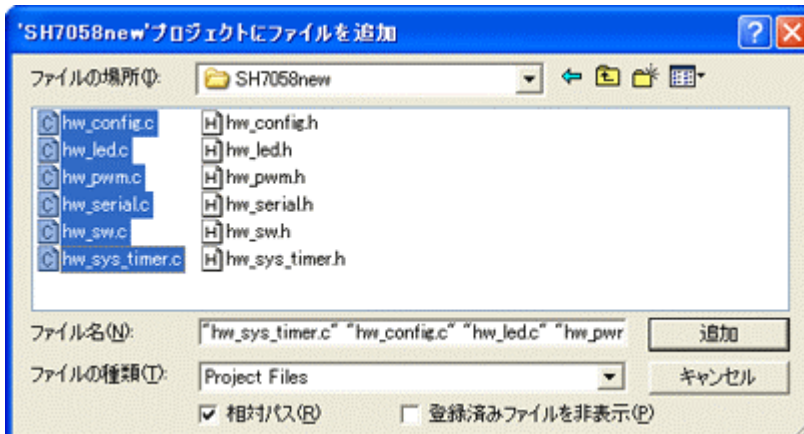 'SH7058new'プロジェクトにファイルを追加
ファイルの場所(I):
SH7058new
hw_config.c
hw_led.c
hw_pwm.c
hw_serial.c
hw_sw.c
hw_sys_timer.c
hw_config.h
hw_led.h
hw_pwm.h
hw_serial.h
hw_sw.h
hw_sys_timer.h
ファイル名(N): "hw_sys_timer.c" "hw_config.c" "hw_led.c" "hw_pwr 追加
ファイルの種類(T): Project Files キャンセル
相対パス(R) 登録済みファイルを非表示(P)